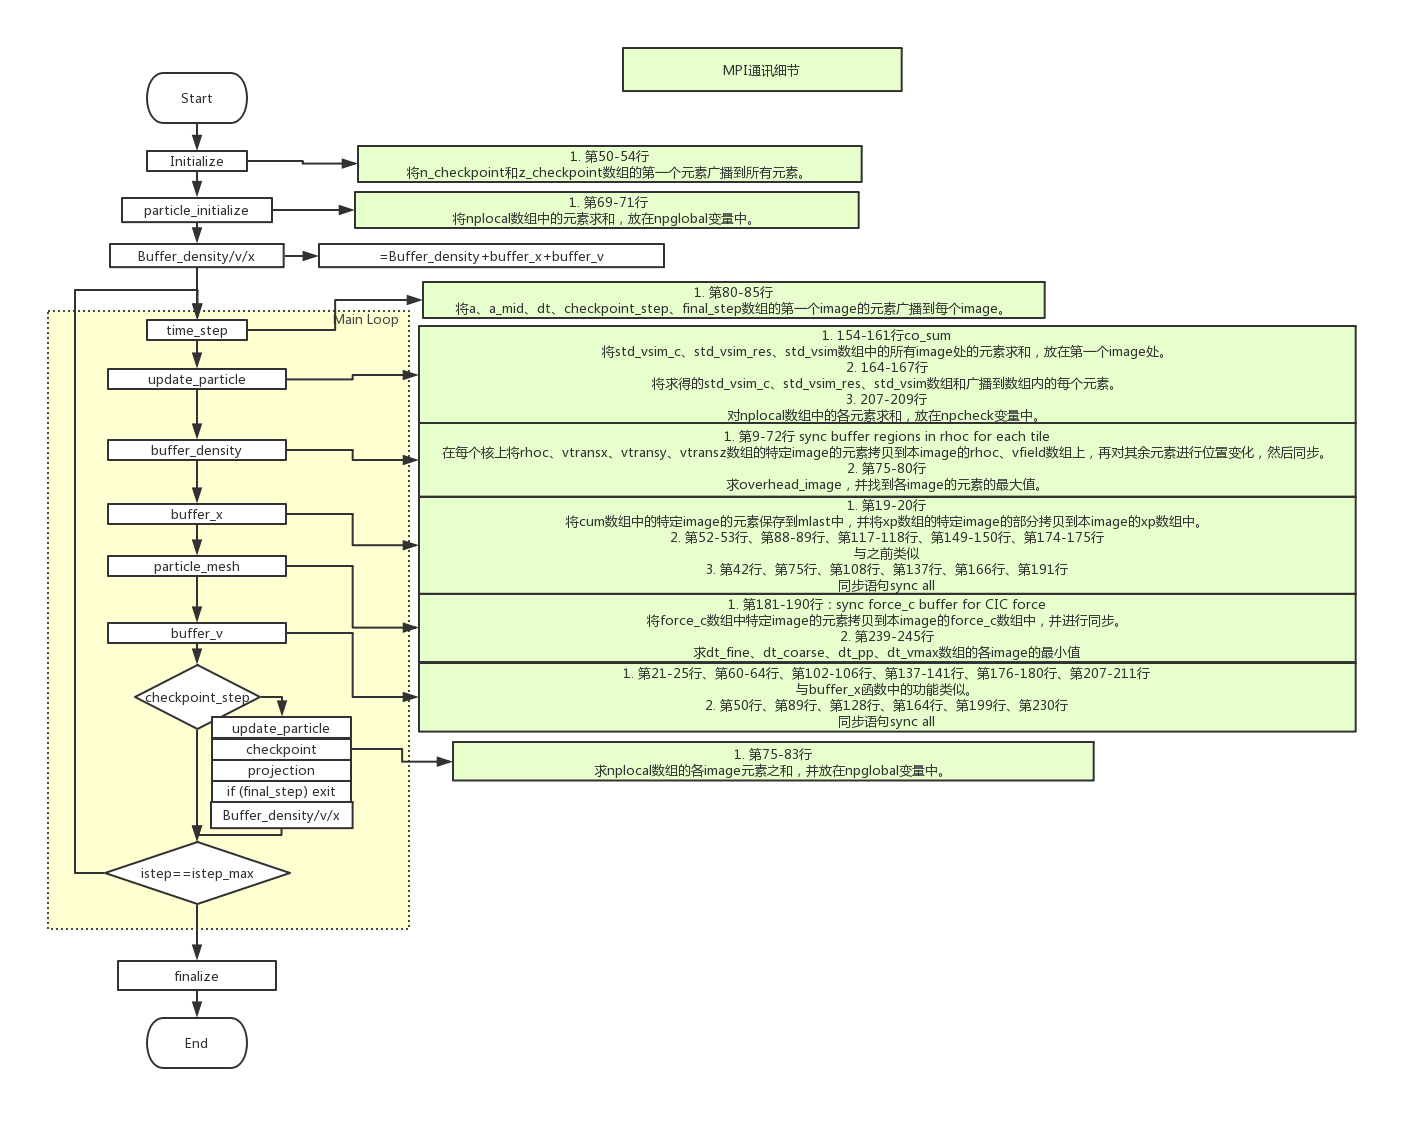 MPI通讯细节
Start
Initialize
1. 第50-54行
将n_checkpoint和z_checkpoint数组的第一个元素广播到所有元素。
particle_initialize
1. 第69-71行
将nplocal数组中的元素求和，放在npglobal变量中。
Buffer_density/v/x
=Buffer_density+buffer_x+buffer_v
1. 第80-85行
将a、a_mid、dt、checkpoint_step、final_step数组的第一个image的元素广播到每个image。
Main Loop
time_step
1. 154-161行co_sum
将std_vsim_c、std_vsim_res、std_vsim数组中的所有image处的元素求和，放在第一个image处。
2. 164-167行
将求得的std_vsim_c、std_vsim_res、std_vsim数组和广播到数组内的每个元素。
3. 207-209行
对nplocal数组中的各元素求和，放在npcheck变量中。
update_particle
buffer_density
1. 第9-72行 sync buffer regions in rhoc for each tile
在每个核上将rhoc、vtransx、vtransy、vtransz数组的特定image的元素拷贝到本image的rhoc、vfield数组上，再对其余元素进行位置变化，然后同步。
2. 第75-80行
求overhead_image，并找到各image的元素的最大值。
buffer_x
1. 第19-20行
将cum数组中的特定image的元素保存到mlast中，并将xp数组的特定image的部分拷贝到本image的xp数组中。
2. 第52-53行、第88-89行、第117-118行、第149-150行、第174-175行
与之前类似
3. 第42行、第75行、第108行、第137行、第166行、第191行
同步语句sync all
particle_mesh
1. 第181-190行：sync force_c buffer for CIC force
将force_c数组中特定image的元素拷贝到本image的force_c数组中，并进行同步。
2. 第239-245行
求dt_fine、dt_coarse、dt_pp、dt_vmax数组的各image的最小值
buffer_v
1. 第21-25行、第60-64行、第102-106行、第137-141行、第176-180行、第207-211行
与buffer_x函数中的功能类似。
2. 第50行、第89行、第128行、第164行、第199行、第230行
同步语句sync all
checkpoint_step
update_particle
checkpoint
1. 第75-83行
求nplocal数组的各image元素之和，并放在npglobal变量中。
projection
if (final_step) exit
Buffer_density/v/x
istep==istep_max
finalize
End